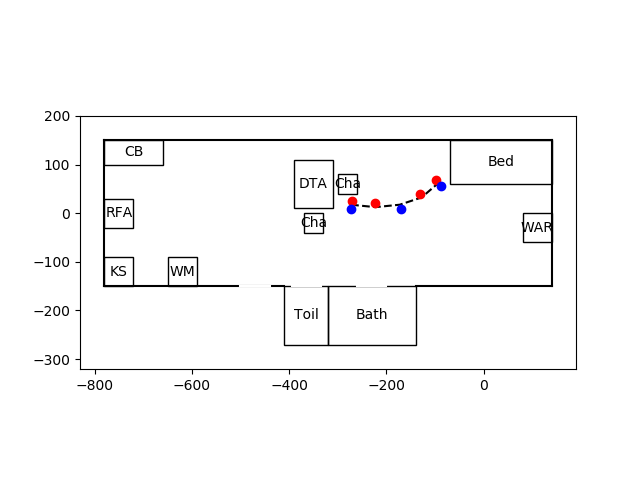 200
CB
Bed
100
DTA
Cha
RFA
0
Cha
WAR
−100
KS
WM
−200
Toil
Bath
−300
−800
−600
−400
−200
0